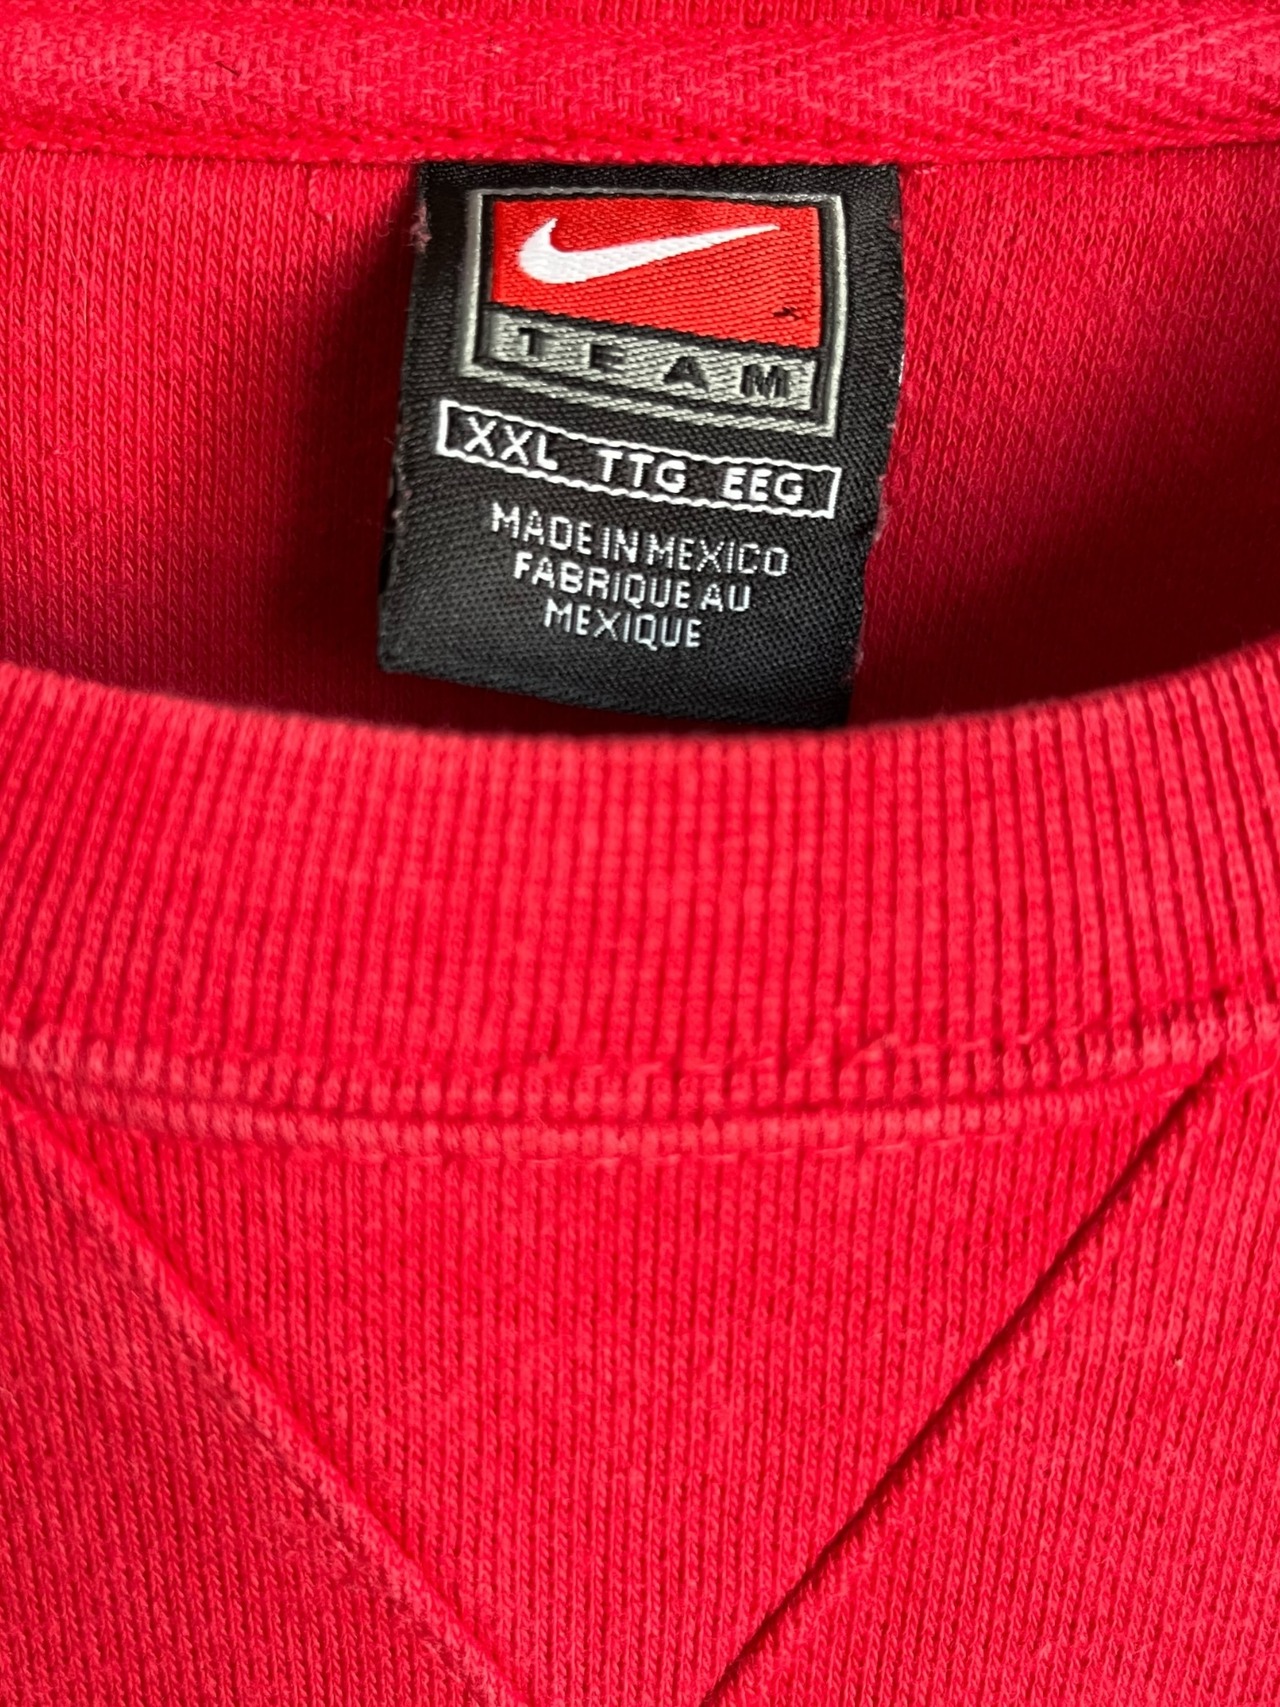 TEAM
XXL TTG EEG
MADE IN MEXICO
FABRIQUE AU
MEXIQUE